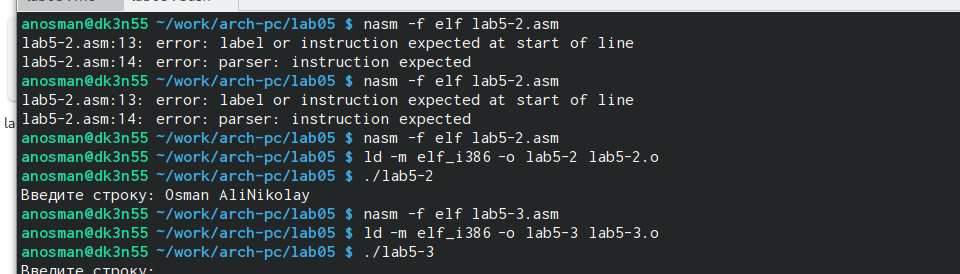 anosman@dk3n55 ~/work/arch-pc/lab05 $ nasm -f elf lab5-2.asm
lab5-2.asm:13: error: label or instruction expected at start of line
lab5-2.asm:14: error: parser: instruction expected
anosman@dk3n55 ~/work/arch-pc/lab05 $ nasm -f elf lab5-2.asm
lab5-2.asm:13: error: label or instruction expected at start of line
lab5-2.asm:14: error: parser: instruction expected
la
anosman@dk3n55 ~/work/arch-pc/lab05 $ nasm -f elf lab5-2.asm
anosman@dk3n55 ~/work/arch-pc/lab05 $ ld -m elf_i386 -o lab5-2 lab5-2.o
anosman@dk3n55 ~/work/arch-pc/lab05 $ ./lab5-2
Введите строку: Osman AliNikolay
anosman@dk3n55 ~/work/arch-pc/lab05 $ nasm -f elf lab5-3.asm
anosman@dk3n55 ~/work/arch-pc/lab05 $ ld -m elf_i386 -o lab5-3 lab5-3.o
anosman@dk3n55 ~/work/arch-pc/lab05 $ ./lab5-3
Введите строку: